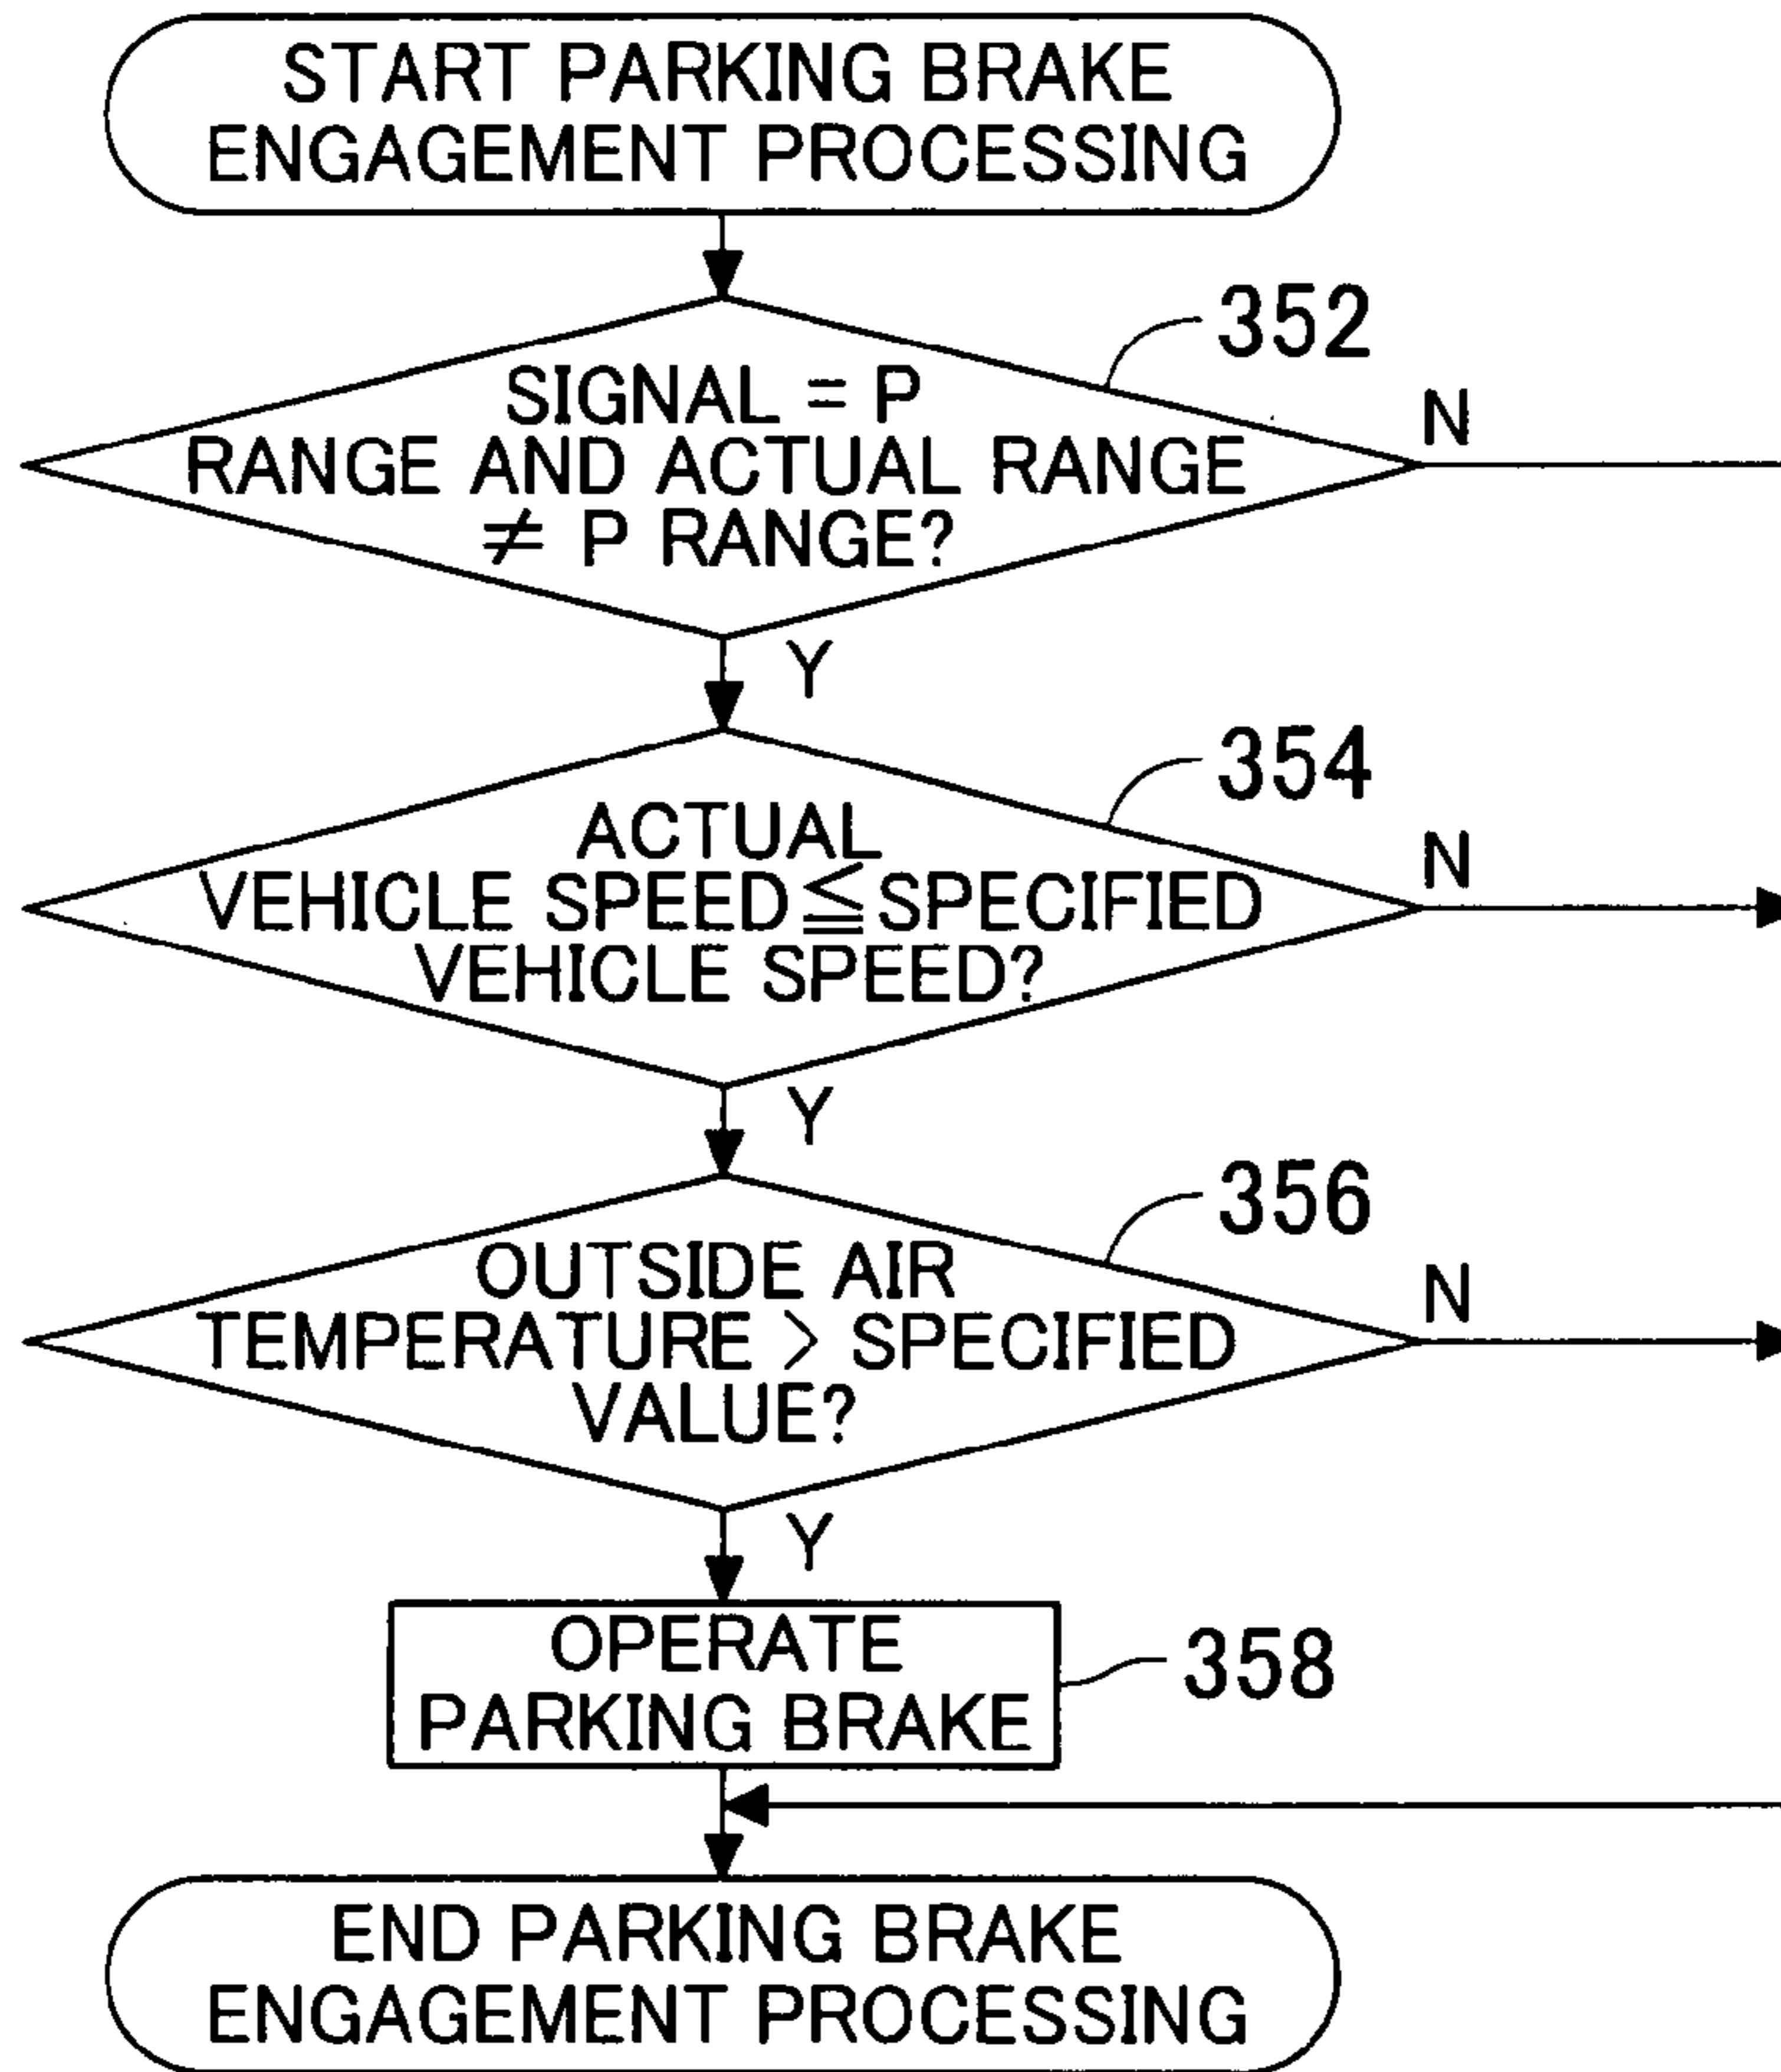 START PARKING BRAKE
ENGAGEMENT PROCESSING
352
SIGNAL = P
RANGE AND ACTUAL RANGE
≠ P RANGE?
N
Y
354
ACTUAL
VEHICLE SPEED≦SPECIFIED
VEHICLE SPEED?
N
Y
356
OUTSIDE AIR
TEMPERATURE > SPECIFIED
VALUE?
N
Y
OPERATE
PARKING BRAKE
358
END PARKING BRAKE
ENGAGEMENT PROCESSING